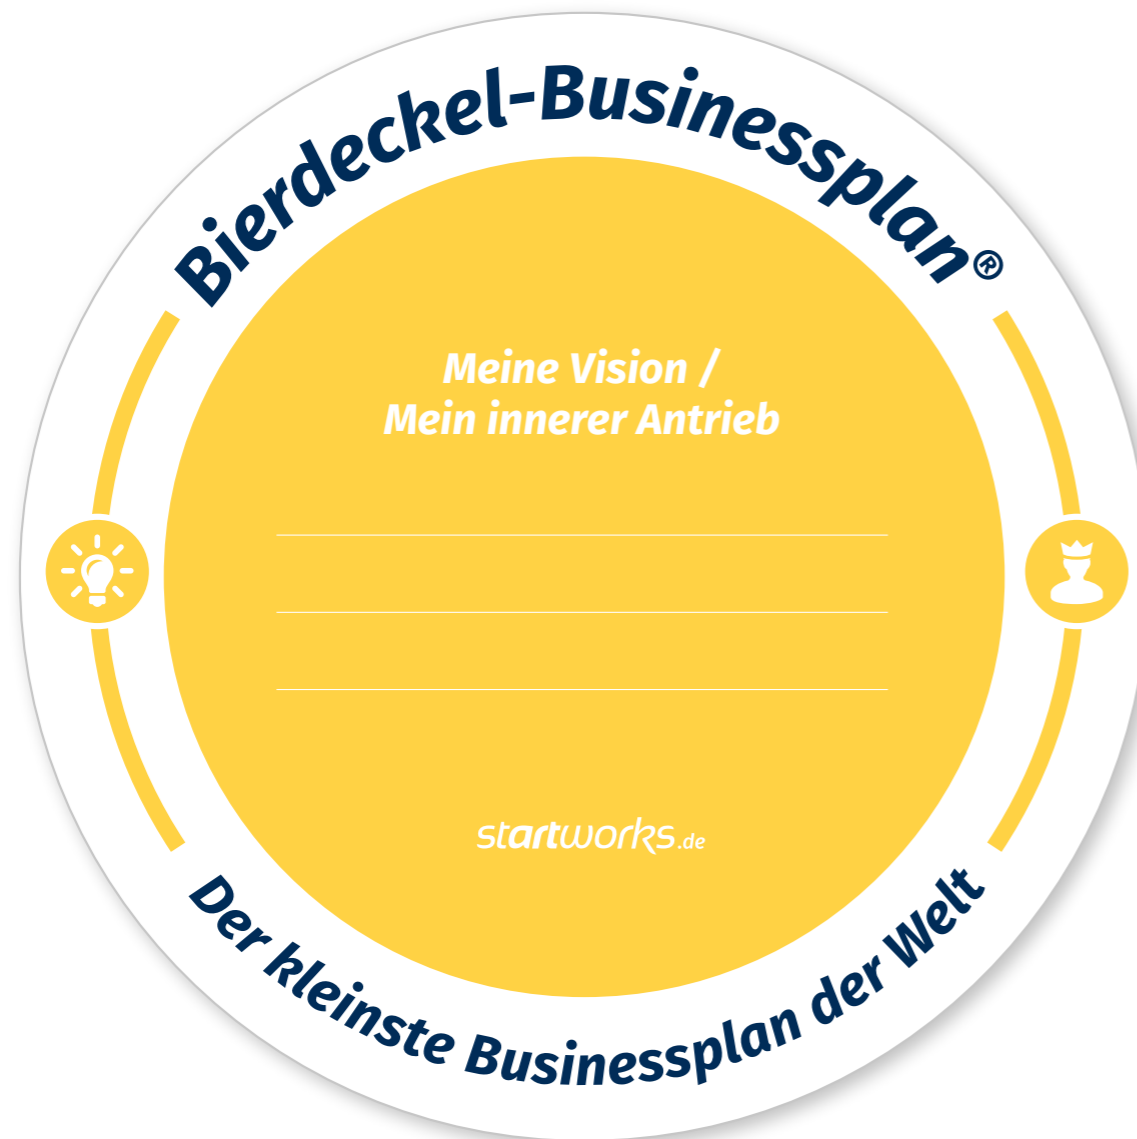 Bierdeckel-Businessplan®
Meine Vision /
Mein innerer Antrieb
startworks.de
Der kleinste Businessplan der Welt